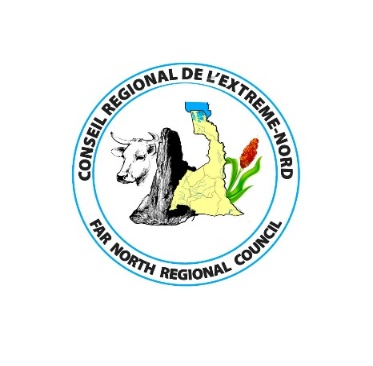 CONSEIL REGIONAL DE L'EXTREME-NORD
FAR NORTH REGIONAL COUNCIL